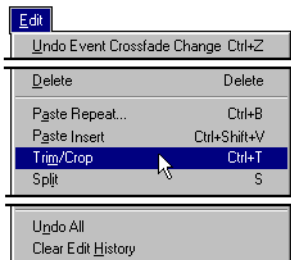 Edit
Undo Event Crossfade Change Ctrl+Z
Delete Delete
Paste Repeat... Ctrl+B
Paste Insert Ctrl+Shift+V
Trim/Crop Ctrl+T
Split S
Undo All
Clear Edit History